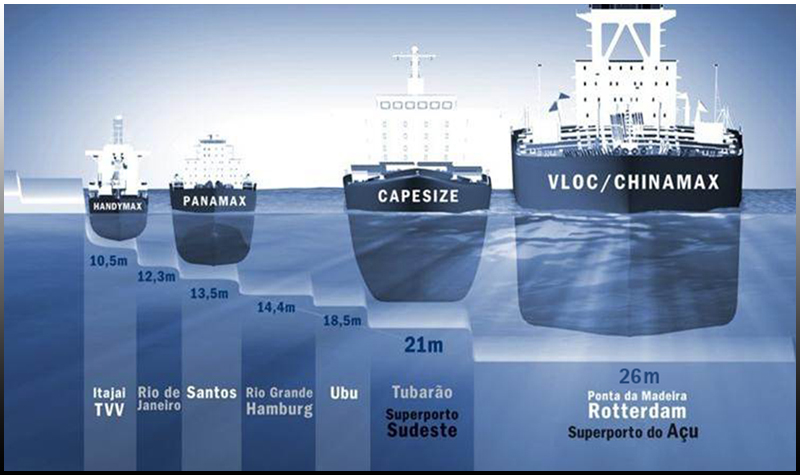 HANDYMAX
PANAMAX
CAPESIZE
VLOC/CHINAMAX
10,5m
12,3m
13,5m
14,4m
18,5m
21m
26m
Itajaí
TVV
Rio de
Janeiro
Santos
Rio Grande
Hamburg
Ubu
Tubarão
Superporto
Sudeste
Ponta da Madeira
Rotterdam
Superporto do Açu